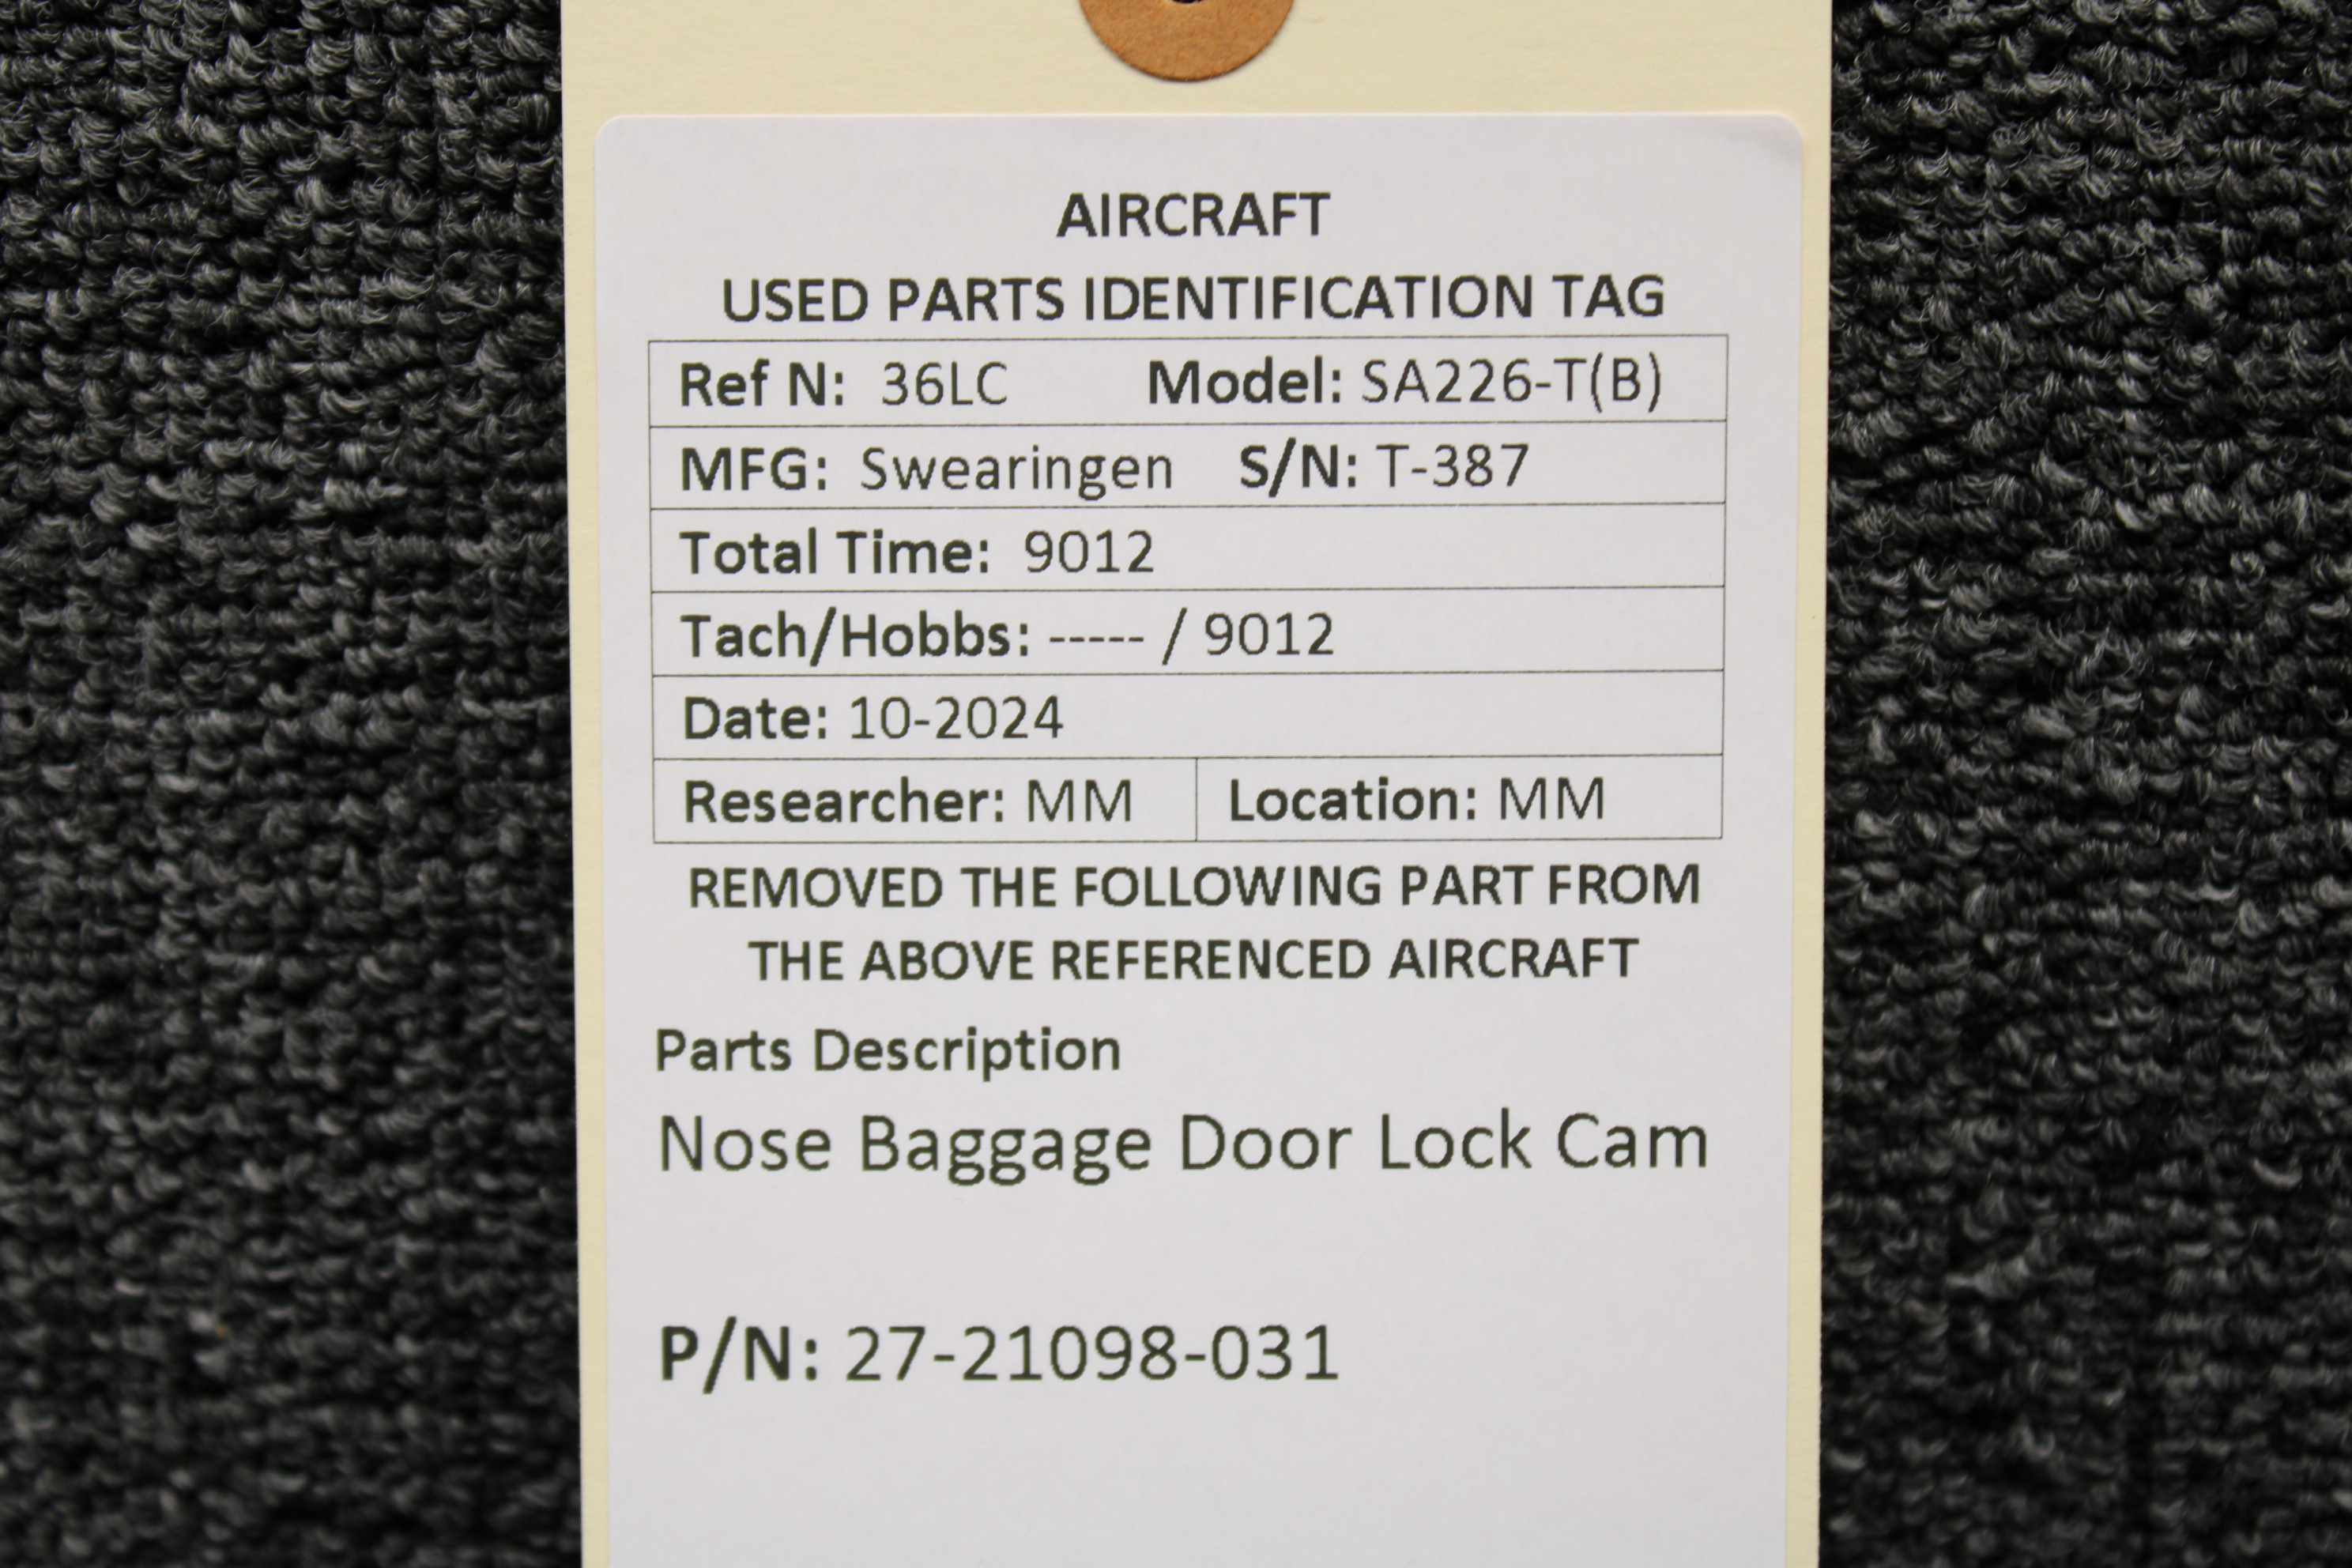 AIRCRAFT
USED PARTS IDENTIFICATION TAG
Ref N: 36LC Model: SA226-T(B)
MFG: Swearingen S/N: T-387
Total Time: 9012
Tach/Hobbs: ----- / 9012
Date: 10-2024
Researcher: MM Location: MM
REMOVED THE FOLLOWING PART FROM
THE ABOVE REFERENCED AIRCRAFT
Parts Description
Nose Baggage Door Lock Cam
P/N: 27-21098-031